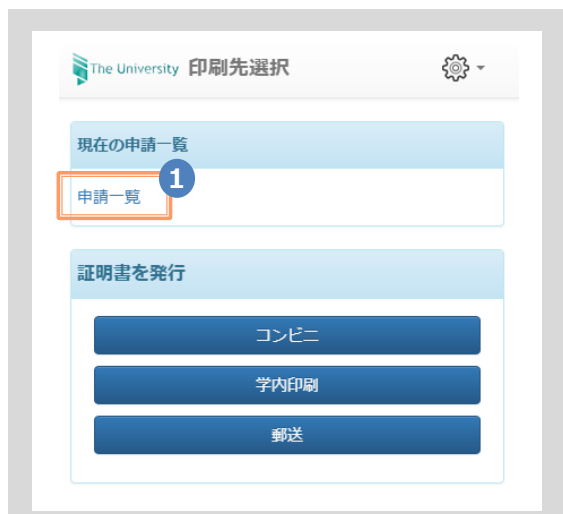 The University 印刷先選択
現在の申請一覧
1
申請一覧
証明書を発行
コンビニ
学内印刷
郵送